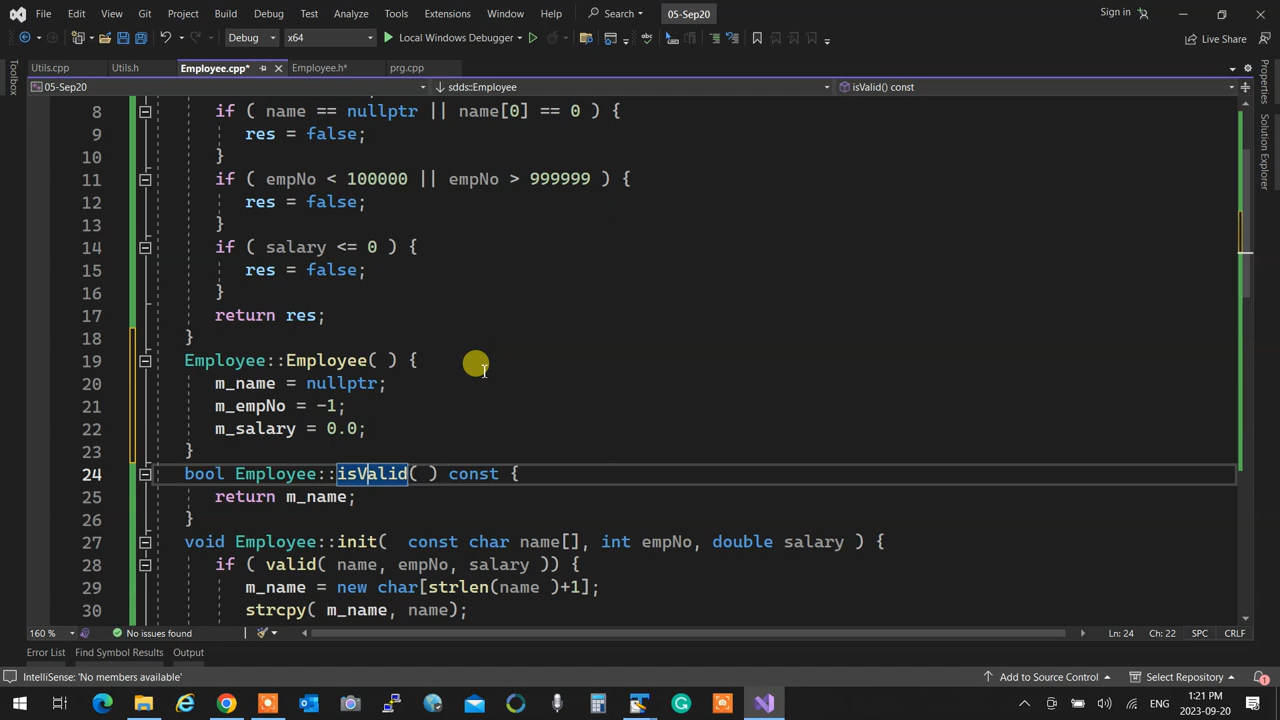 File Edit View Git Project Build Debug Test Analyze Tools Extensions Window Help Search 05-Sep20 Sign in
Debug x64 Local Windows Debugger Live Share
Utils.cpp Utils.h Employee.cpp* Employee.h* prg.cpp
05-Sep20 sdds::Employee isValid() const
Toolbox
Properties
Solution Explorer
8 if ( name == nullptr || name[0] == 0 ) {
9 res = false;
10 }
11 if ( empNo < 100000 || empNo > 999999 ) {
12 res = false;
13 }
14 if ( salary <= 0 ) {
15 res = false;
16 }
17 return res;
18 }
19 Employee::Employee( ) {
20 m_name = nullptr;
21 m_empNo = -1;
22 m_salary = 0.0;
23 }
24 bool Employee::isValid( ) const {
25 return m_name;
26 }
27 void Employee::init(  const char name[], int empNo, double salary ) {
28 if ( valid( name, empNo, salary )) {
29 m_name = new char[strlen(name )+1];
30 strcpy( m_name, name);
160 % No issues found Ln: 24 Ch: 22 SPC CRLF
Error List Find Symbol Results Output
IntelliSense: 'No members available' Add to Source Control Select Repository 1
ENG 1:21 PM
2023-09-20